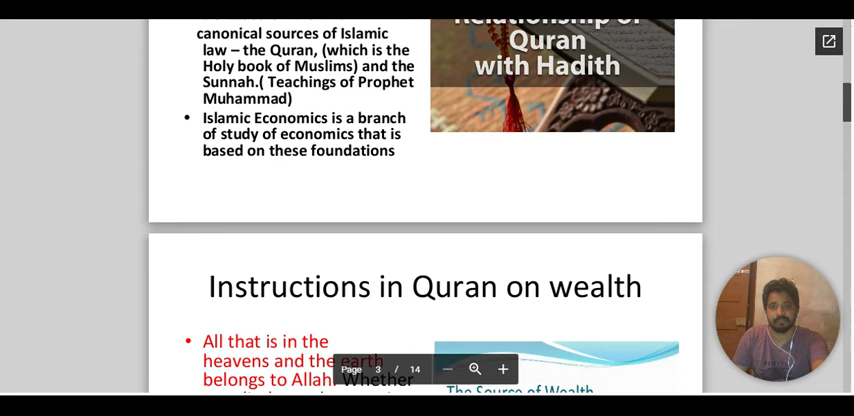 canonical sources of Islamic
law – the Quran, (which is the
Holy book of Muslims) and the
Sunnah.( Teachings of Prophet
Muhammad)
• Islamic Economics is a branch
of study of economics that is
based on these foundations
Relationship of
Quran
with Hadith
Instructions in Quran on wealth
• All that is in the
heavens and the earth
belongs to Allah. Whether
The Source of Wealth
Page 3 / 14